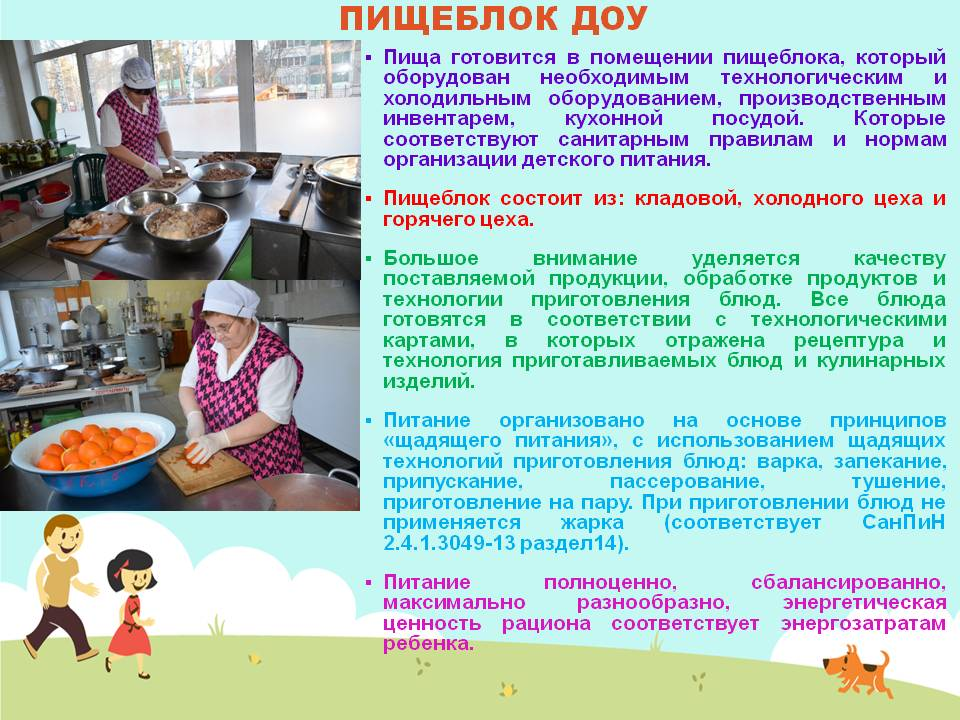 ПИЩЕБЛОК ДОУ
▪ Пища готовится в помещении пищеблока, который
оборудован необходимым технологическим и
холодильным оборудованием, производственным
инвентарем, кухонной посудой. Которые
соответствуют санитарным правилам и нормам
организации детского питания.
▪ Пищеблок состоит из: кладовой, холодного цеха и
горячего цеха.
▪ Большое внимание уделяется качеству
поставляемой продукции, обработке продуктов и
технологии приготовления блюд. Все блюда
готовятся в соответствии с технологическими
картами, в которых отражена рецептура и
технология приготавливаемых блюд и кулинарных
изделий.
▪ Питание организовано на основе принципов
«щадящего питания», с использованием щадящих
технологий приготовления блюд: варка, запекание,
припускание, пассерование, тушение,
приготовление на пару. При приготовлении блюд не
применяется жарка (соответствует СанПиН
2.4.1.3049-13 раздел14).
▪ Питание полноценно, сбалансированно,
максимально разнообразно, энергетическая
ценность рациона соответствует энергозатратам
ребенка.